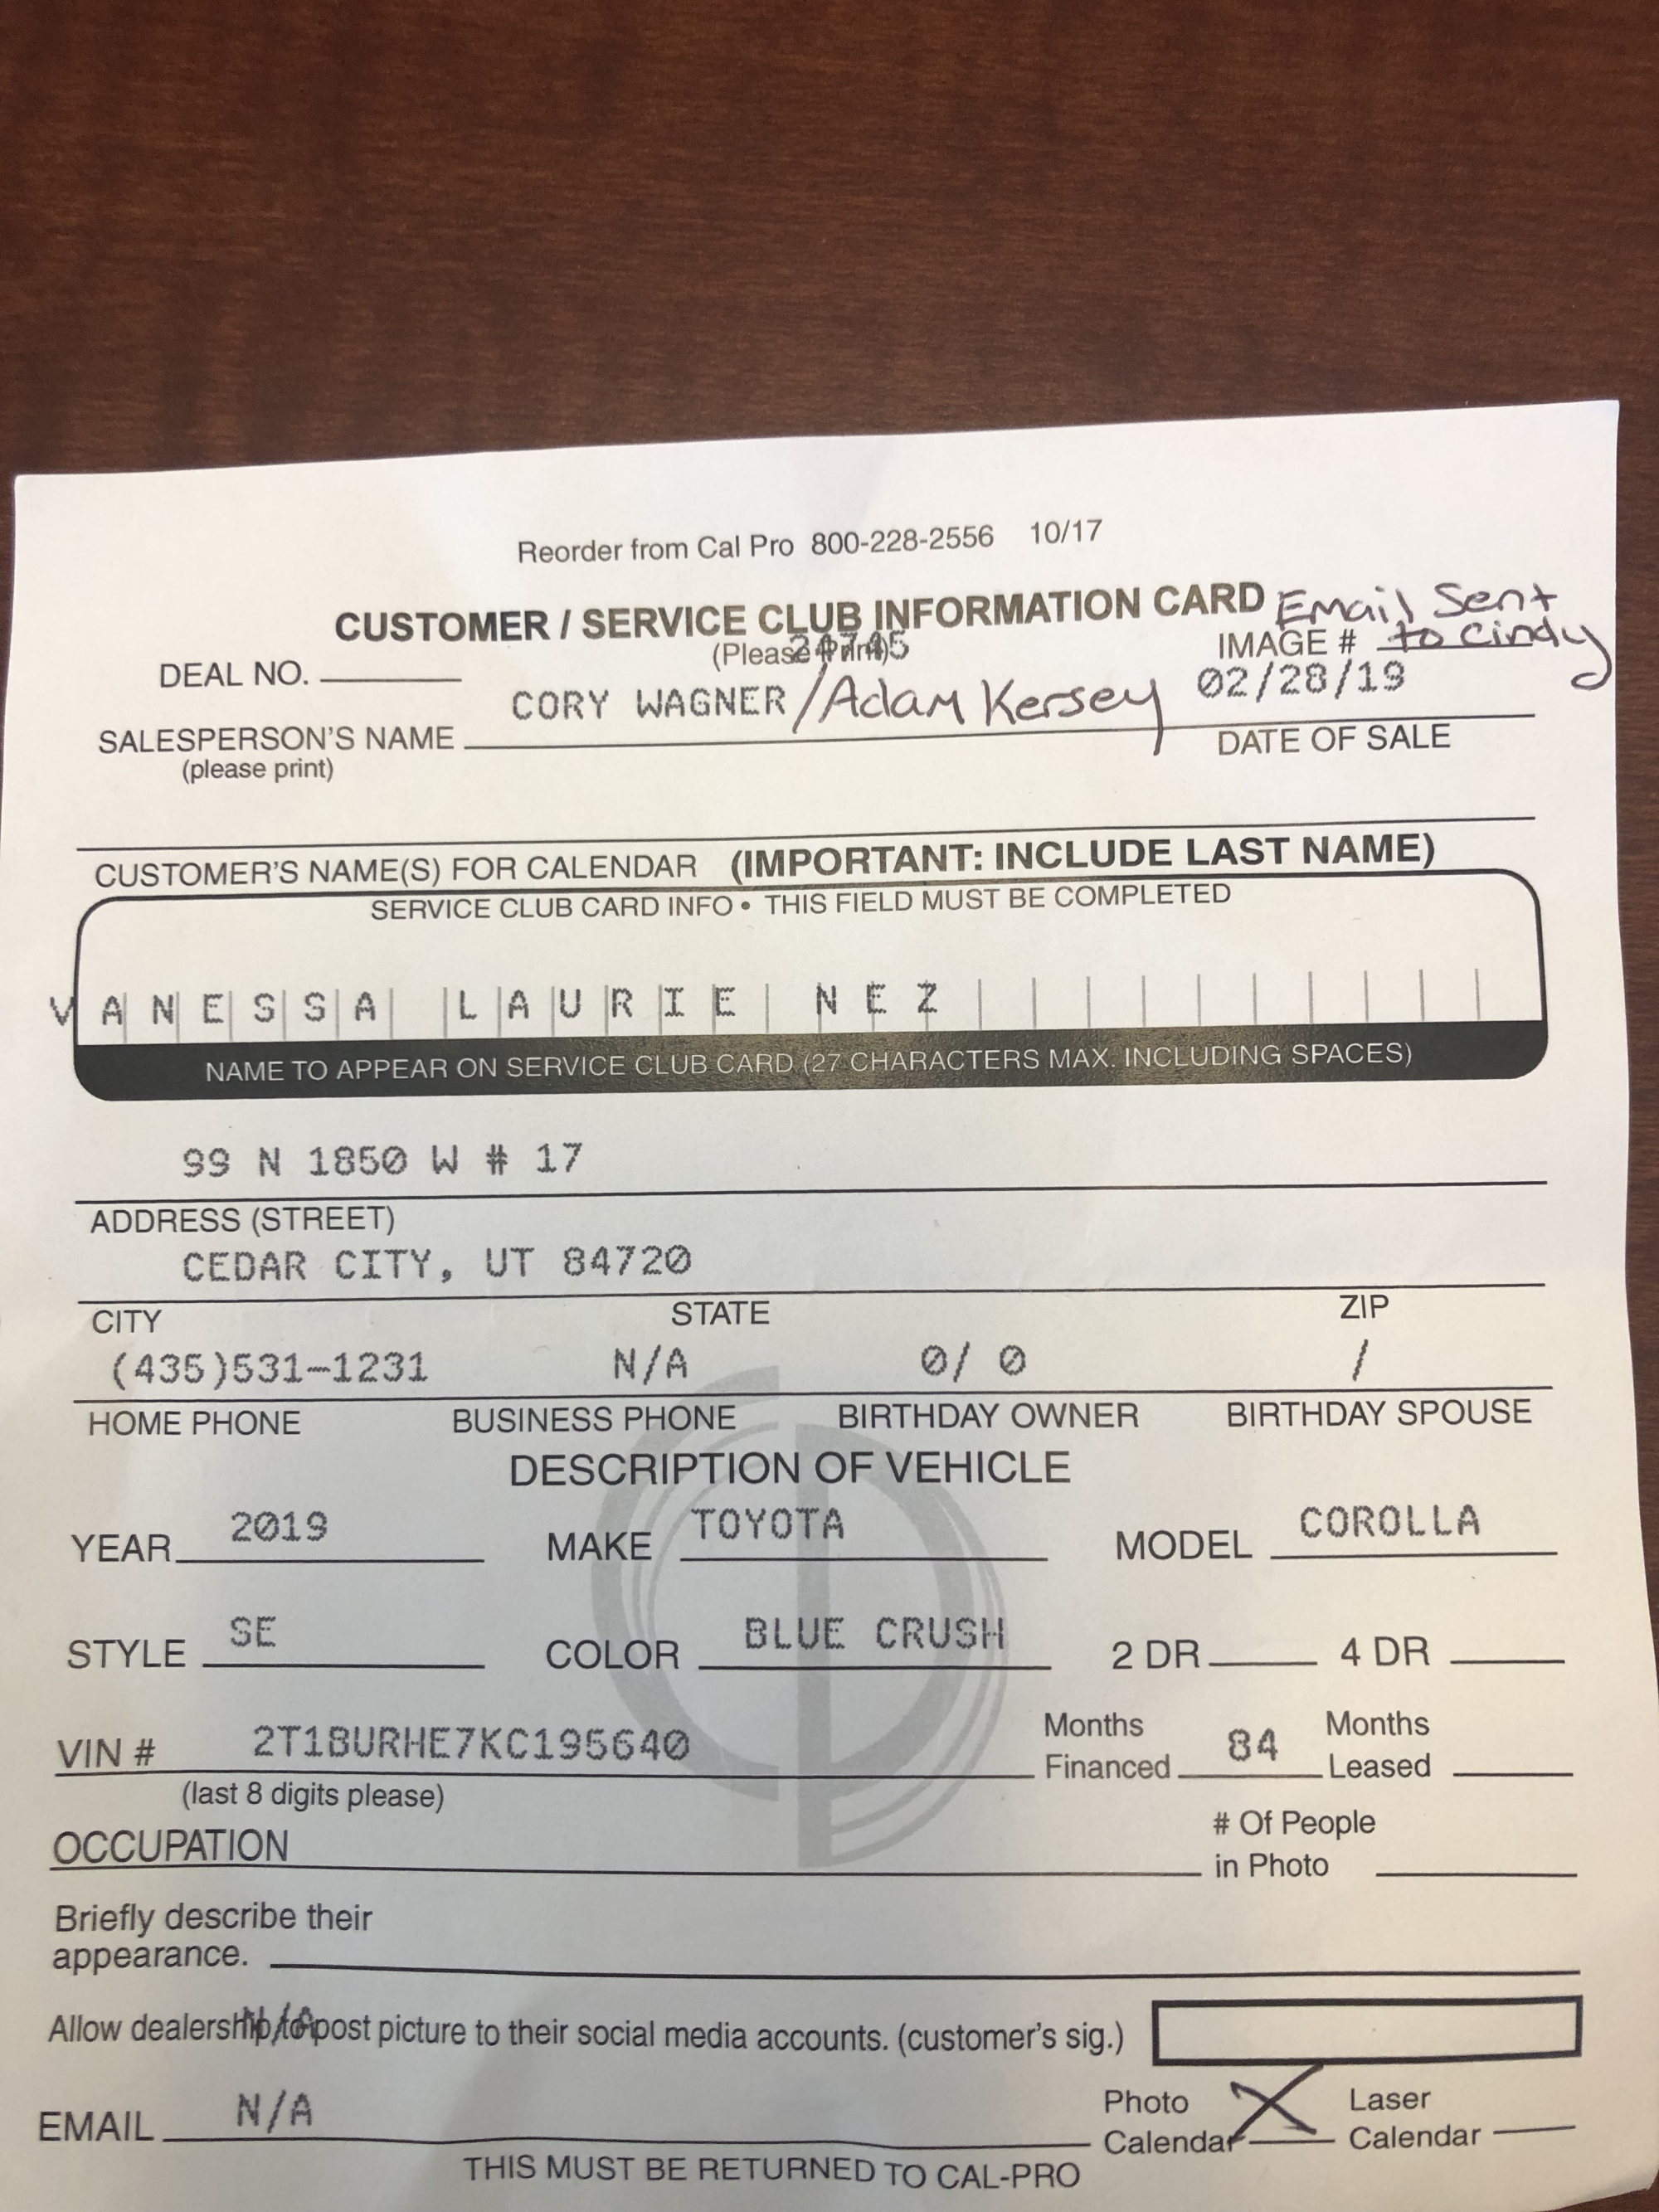 Reorder from Cal Pro 800-228-2556 10/17
CUSTOMER / SERVICE CLUB INFORMATION CARD Email Sent
(Please Print) IMAGE # to Cindy
DEAL NO.
CORY WAGNER /Adam Kersey 02/28/19
SALESPERSON'S NAME DATE OF SALE
(please print)
CUSTOMER'S NAME(S) FOR CALENDAR (IMPORTANT: INCLUDE LAST NAME)
SERVICE CLUB CARD INFO • THIS FIELD MUST BE COMPLETED
VANESSA LAURIE NEZ
NAME TO APPEAR ON SERVICE CLUB CARD (27 CHARACTERS MAX. INCLUDING SPACES)
99 N 1850 W # 17
ADDRESS (STREET)
CEDAR CITY, UT 84720
CITY STATE ZIP
(435)531-1231 N/A 0/ 0 /
HOME PHONE BUSINESS PHONE BIRTHDAY OWNER BIRTHDAY SPOUSE
DESCRIPTION OF VEHICLE
YEAR 2019 MAKE TOYOTA MODEL COROLLA
STYLE SE COLOR BLUE CRUSH 2 DR 4 DR
VIN # 2T1BURHE7KC195640 Months Financed 84 Months Leased
(last 8 digits please)
OCCUPATION # Of People in Photo
Briefly describe their
appearance.
N/A
Allow dealership to post picture to their social media accounts. (customer's sig.)
EMAIL N/A Photo Calendar X Laser Calendar
THIS MUST BE RETURNED TO CAL-PRO